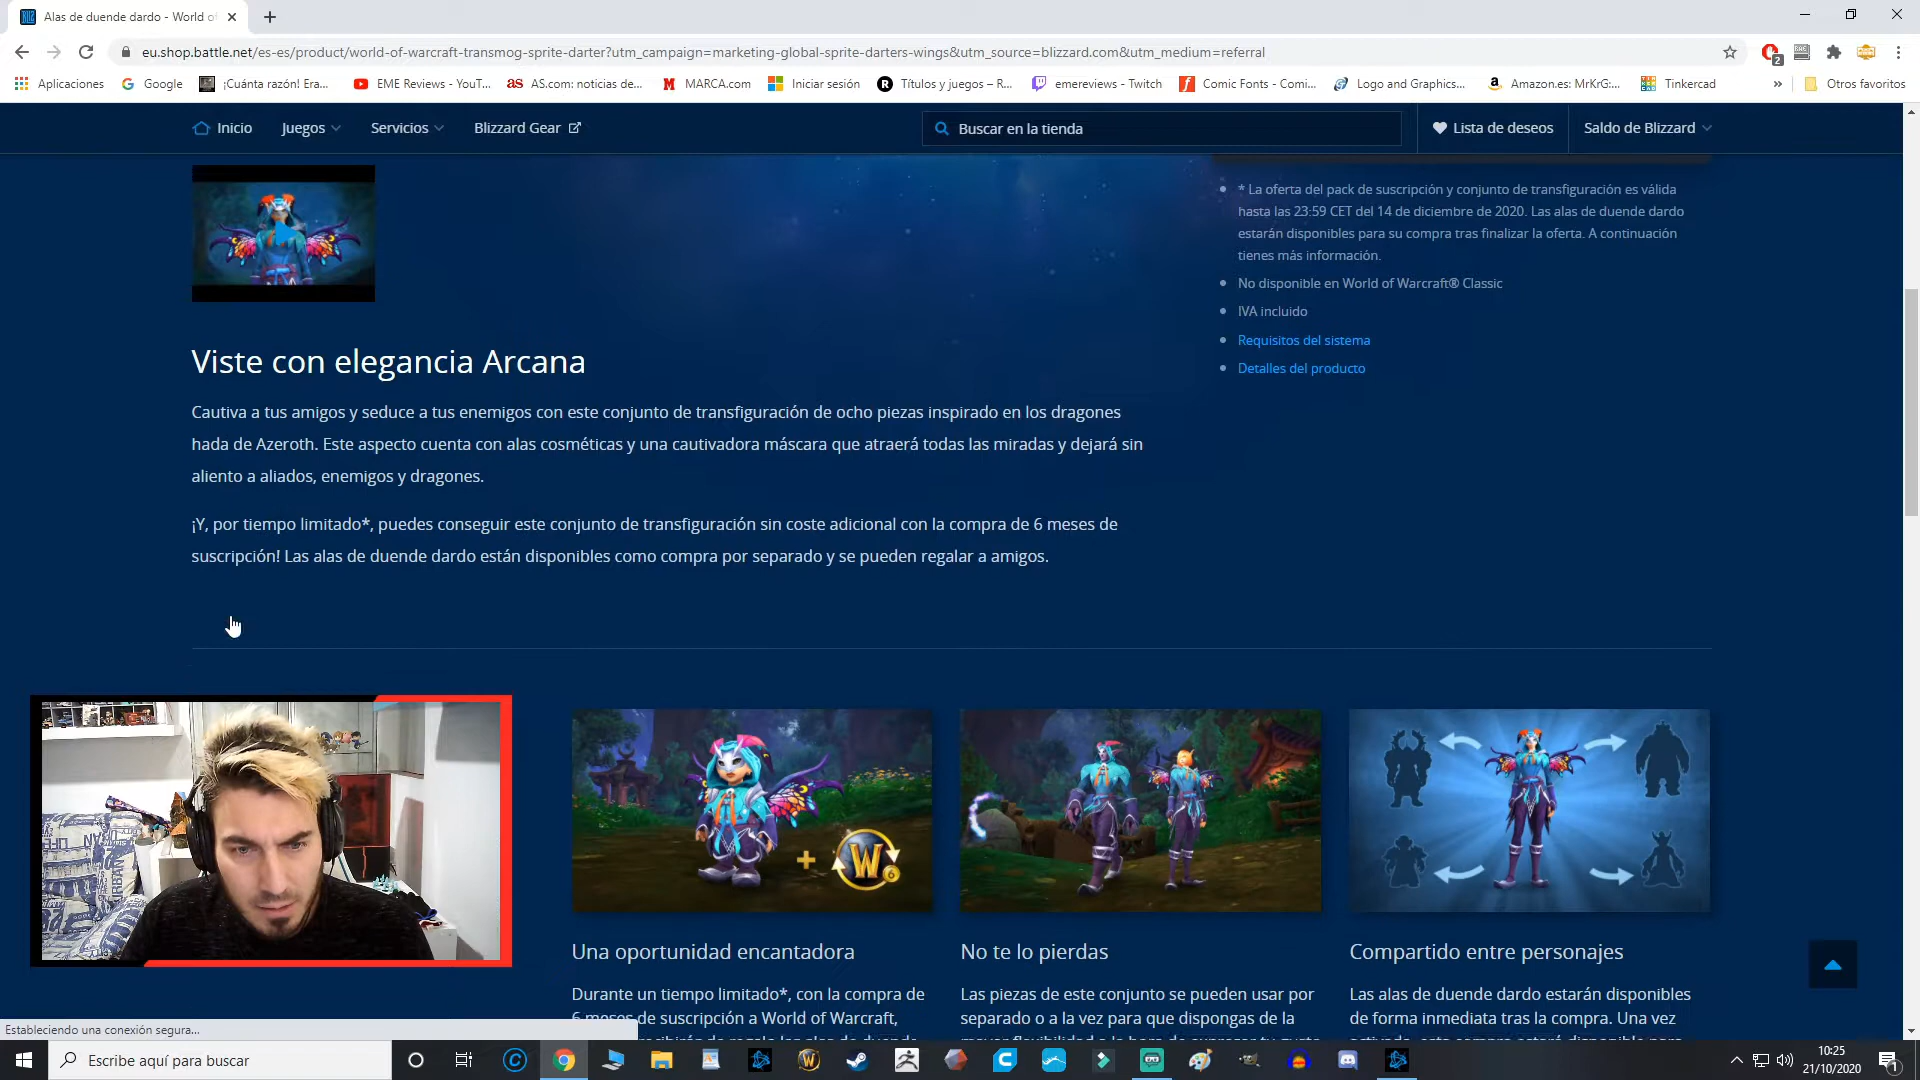 Alas de duende dardo - World of
eu.shop.battle.net/es-es/product/world-of-warcraft-transmog-sprite-darter?utm_campaign=marketing-global-sprite-darters-wings&utm_source=blizzard.com&utm_medium=referral
2
Aplicaciones
Google
¡Cuánta razón! Era...
EME Reviews - YouT...
AS.com: noticias de...
MARCA.com
Iniciar sesión
Títulos y juegos – R...
emereviews - Twitch
Comic Fonts - Comi...
Logo and Graphics...
Amazon.es: MrKrG:...
Tinkercad
»
Otros favoritos
Inicio
Juegos
Servicios
Blizzard Gear
Buscar en la tienda
Lista de deseos
Saldo de Blizzard
* La oferta del pack de suscripción y conjunto de transfiguración es válida
hasta las 23:59 CET del 14 de diciembre de 2020. Las alas de duende dardo
estarán disponibles para su compra tras finalizar la oferta. A continuación
tienes más información.
No disponible en World of Warcraft® Classic
IVA incluido
Requisitos del sistema
Detalles del producto
Viste con elegancia Arcana
Cautiva a tus amigos y seduce a tus enemigos con este conjunto de transfiguración de ocho piezas inspirado en los dragones
hada de Azeroth. Este aspecto cuenta con alas cosméticas y una cautivadora máscara que atraerá todas las miradas y dejará sin
aliento a aliados, enemigos y dragones.
¡Y, por tiempo limitado*, puedes conseguir este conjunto de transfiguración sin coste adicional con la compra de 6 meses de
suscripción! Las alas de duende dardo están disponibles como compra por separado y se pueden regalar a amigos.
+ W 6
Una oportunidad encantadora
Durante un tiempo limitado*, con la compra de
6 meses de suscripción a World of Warcraft,
No te lo pierdas
Las piezas de este conjunto se pueden usar por
separado o a la vez para que dispongas de la
Compartido entre personajes
Las alas de duende dardo estarán disponibles
de forma inmediata tras la compra. Una vez
Estableciendo una conexión segura...
Escribe aquí para buscar
10:25
21/10/2020
1